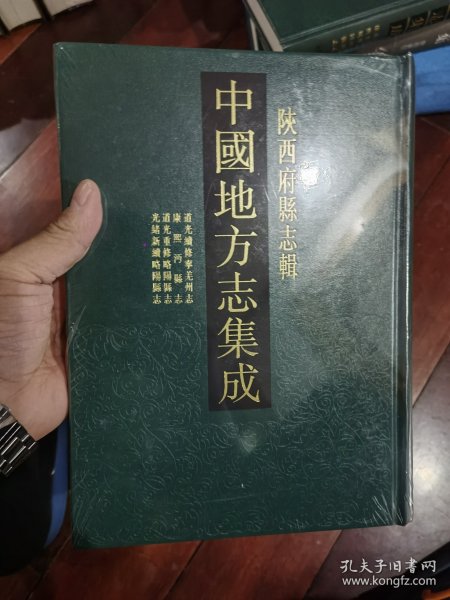 陝西府縣志輯
中國地方志集成
道光續修寧羌州志
康熙沔縣志
道光重修略陽縣志
光緒新續略陽縣志
孔夫子旧书网
www.kongfz.com